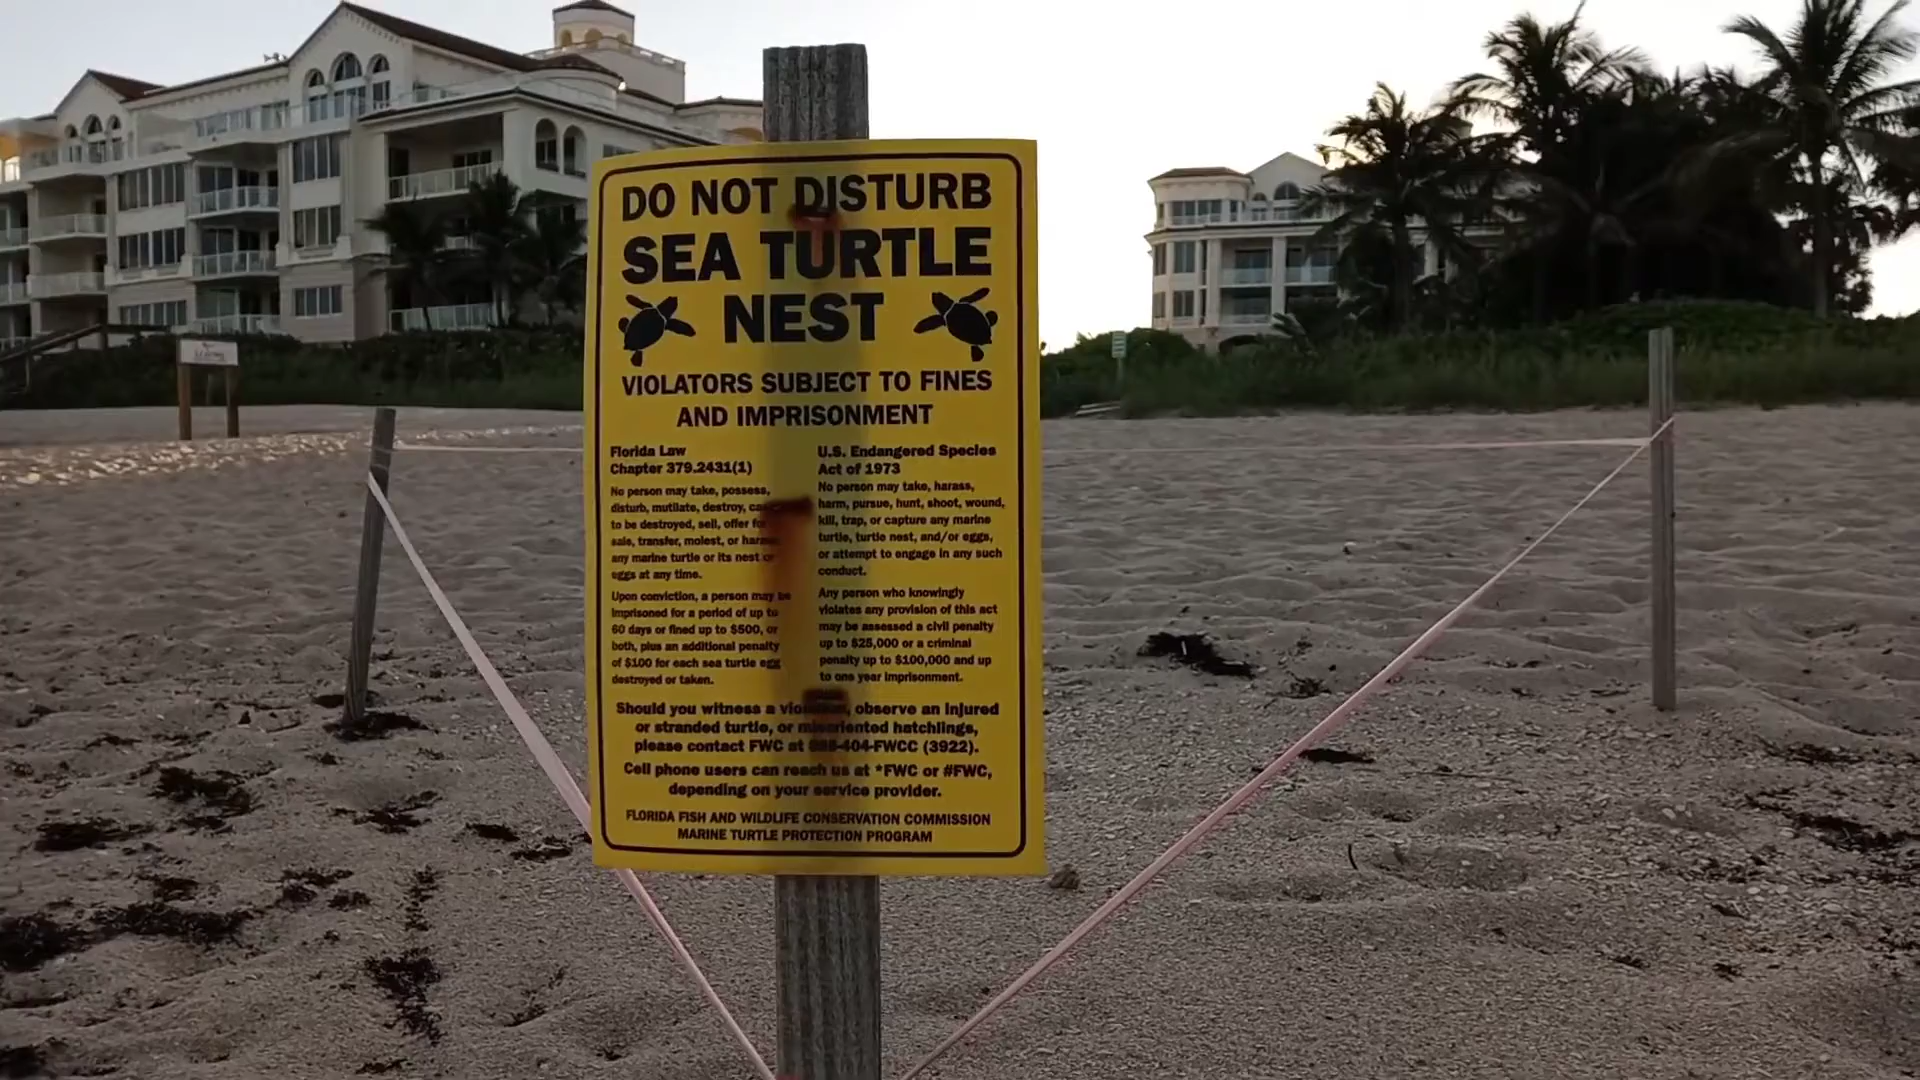 DO NOT DISTURB
SEA TURTLE
NEST
VIOLATORS SUBJECT TO FINES
AND IMPRISONMENT
Florida Law
Chapter 379.2431(1)
No person may take, possess,
disturb, mutilate, destroy,
to be destroyed, sell, offer for
sale, transfer, molest, or harass
any marine turtle or its nest or
eggs at any time.
Upon conviction, a person may be
imprisoned for a period of up to
60 days or fined up to $500, or
both, plus an additional penalty
of $100 for each sea turtle egg
destroyed or taken.
U.S. Endangered Species
Act of 1973
No person may take, harass,
harm, pursue, hunt, shoot, wound,
kill, trap, or capture any marine
turtle, turtle nest, and/or eggs,
or attempt to engage in any such
conduct.
Any person who knowingly
violates any provision of this act
may be assessed a civil penalty
up to $25,000 or a criminal
penalty up to $100,000 and up
to one year imprisonment.
Should you witness a violation, observe an injured
or stranded turtle, or misoriented hatchlings,
please contact FWC at 888-404-FWCC (3922).
Cell phone users can reach us at *FWC or #FWC,
depending on your service provider.
FLORIDA FISH AND WILDLIFE CONSERVATION COMMISSION
MARINE TURTLE PROTECTION PROGRAM